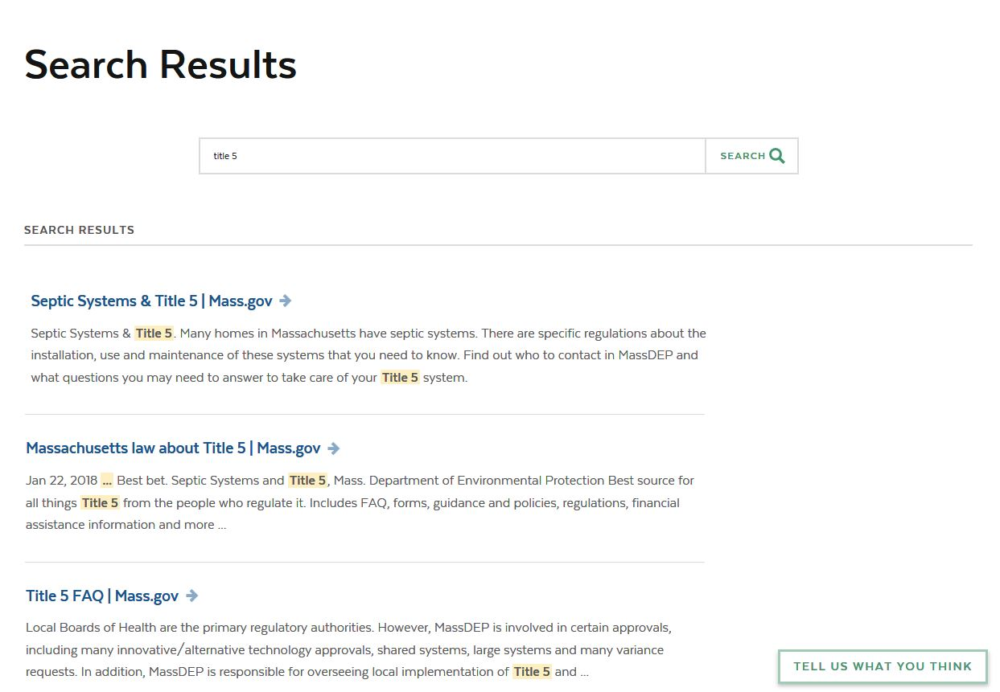 Search Results
title 5
SEARCH
SEARCH RESULTS
Septic Systems & Title 5 | Mass.gov
Septic Systems & Title 5. Many homes in Massachusetts have septic systems. There are specific regulations about the
installation, use and maintenance of these systems that you need to know. Find out who to contact in MassDEP and
what questions you may need to answer to take care of your Title 5 system.
Massachusetts law about Title 5 | Mass.gov
Jan 22, 2018 ... Best bet. Septic Systems and Title 5, Mass. Department of Environmental Protection Best source for
all things Title 5 from the people who regulate it. Includes FAQ, forms, guidance and policies, regulations, financial
assistance information and more ...
Title 5 FAQ | Mass.gov
Local Boards of Health are the primary regulatory authorities. However, MassDEP is involved in certain approvals,
including many innovative/alternative technology approvals, shared systems, large systems and many variance
requests. In addition, MassDEP is responsible for overseeing local implementation of Title 5 and ...
TELL US WHAT YOU THINK